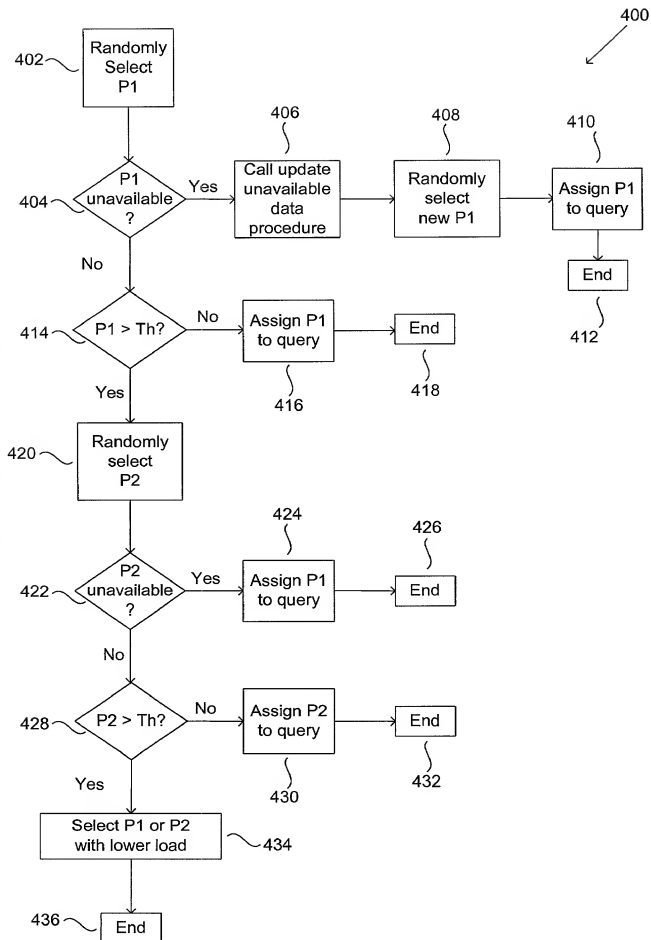 400
402
Randomly
Select
P1
404
P1
unavailable
?
Yes
406
Call update
unavailable
data
procedure
408
Randomly
select
new P1
410
Assign P1
to query
End
412
No
414
P1 > Th?
No
Assign P1
to query
416
End
418
Yes
420
Randomly
select
P2
422
P2
unavailable
?
Yes
424
Assign P1
to query
426
End
No
428
P2 > Th?
No
Assign P2
to query
430
End
432
Yes
Select P1 or P2
with lower load
434
436
End